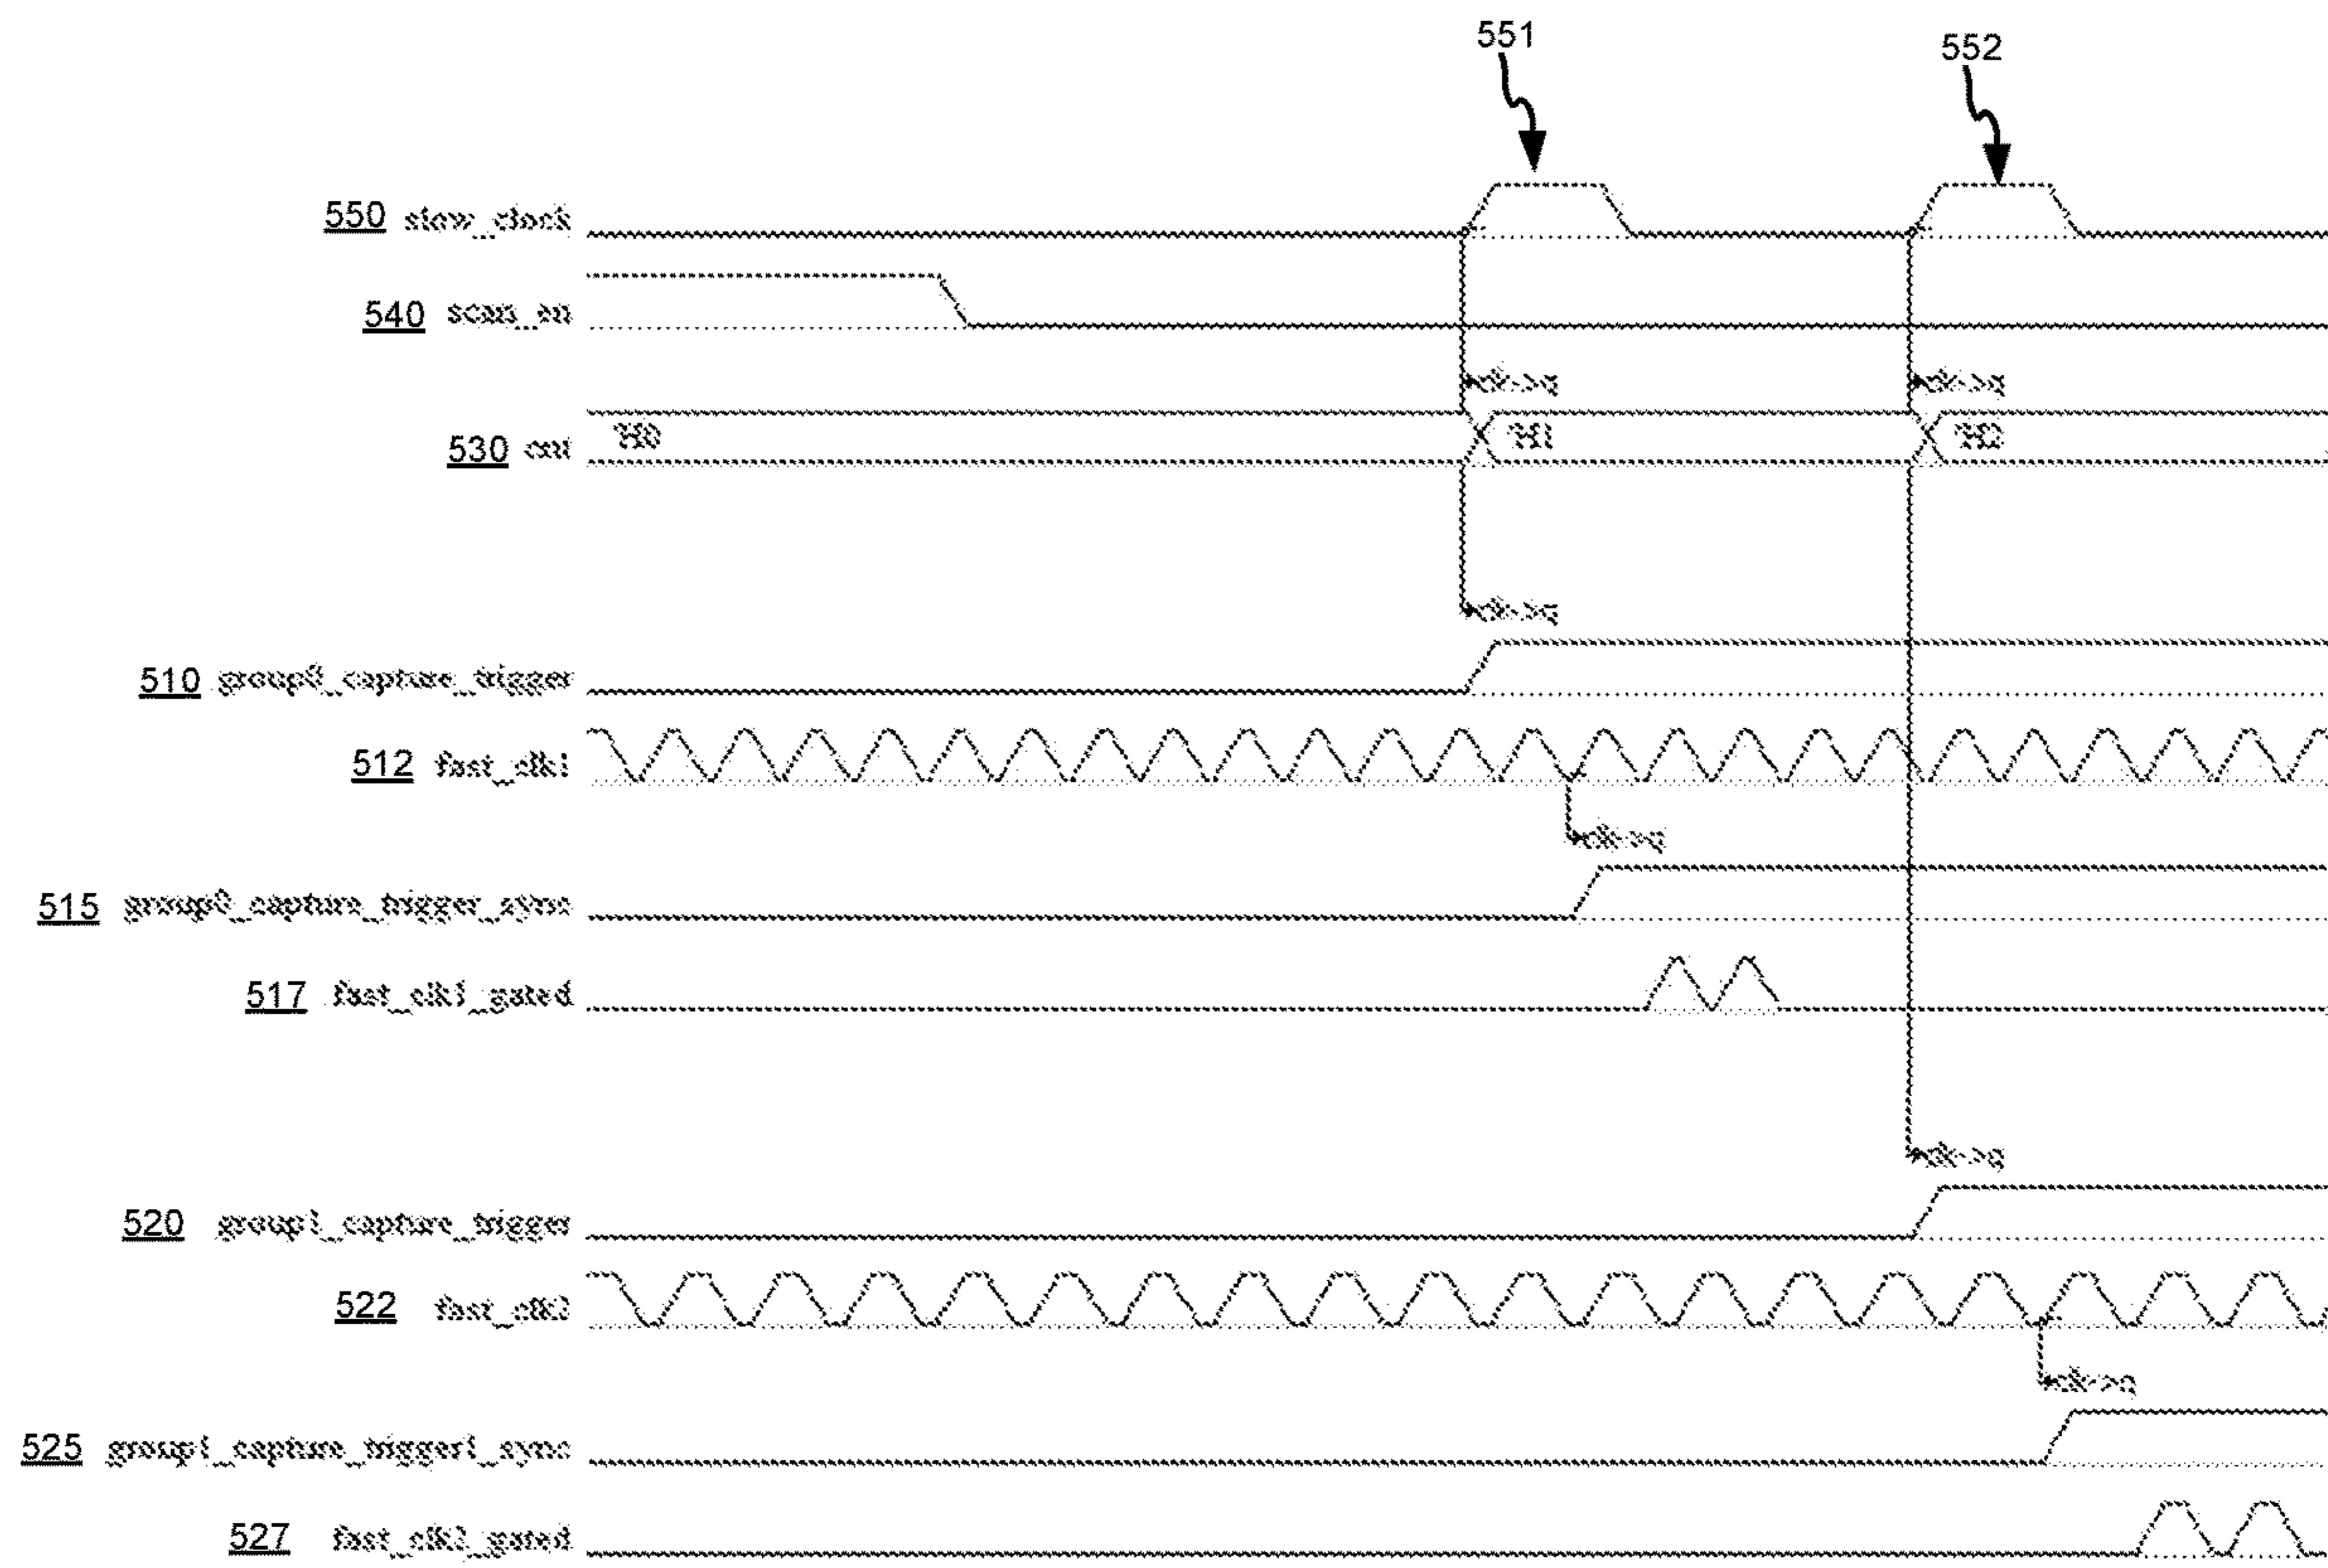 551
552
550 slow_clock
540 scan_en
clk->q clk->q
530 cnt 'H0 'H1 'H2
clk->q
510 group0_capture_trigger
512 fast_clk1
clk->q
515 group0_capture_trigger_sync
517 fast_clk1_gated
clk->q
520 group1_capture_trigger
522 fast_clk2
clk->q
525 group1_capture_trigger1_sync
527 fast_clk2_gated